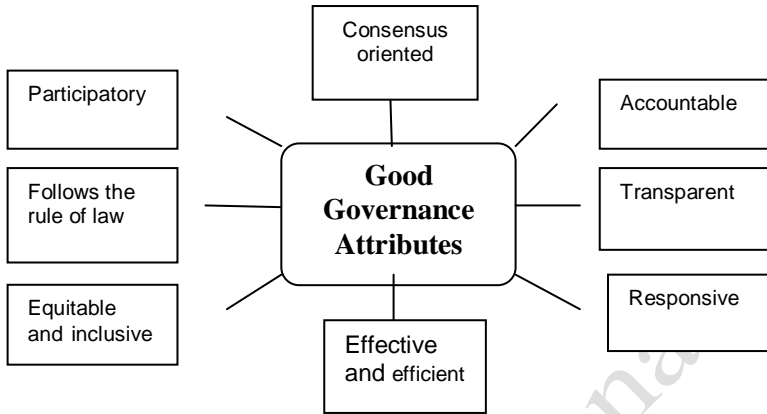 Consensus
oriented
Participatory
Accountable
Good
Governance
Attributes
Follows the
rule of law
Transparent
Equitable
and inclusive
Responsive
Effective
and efficient